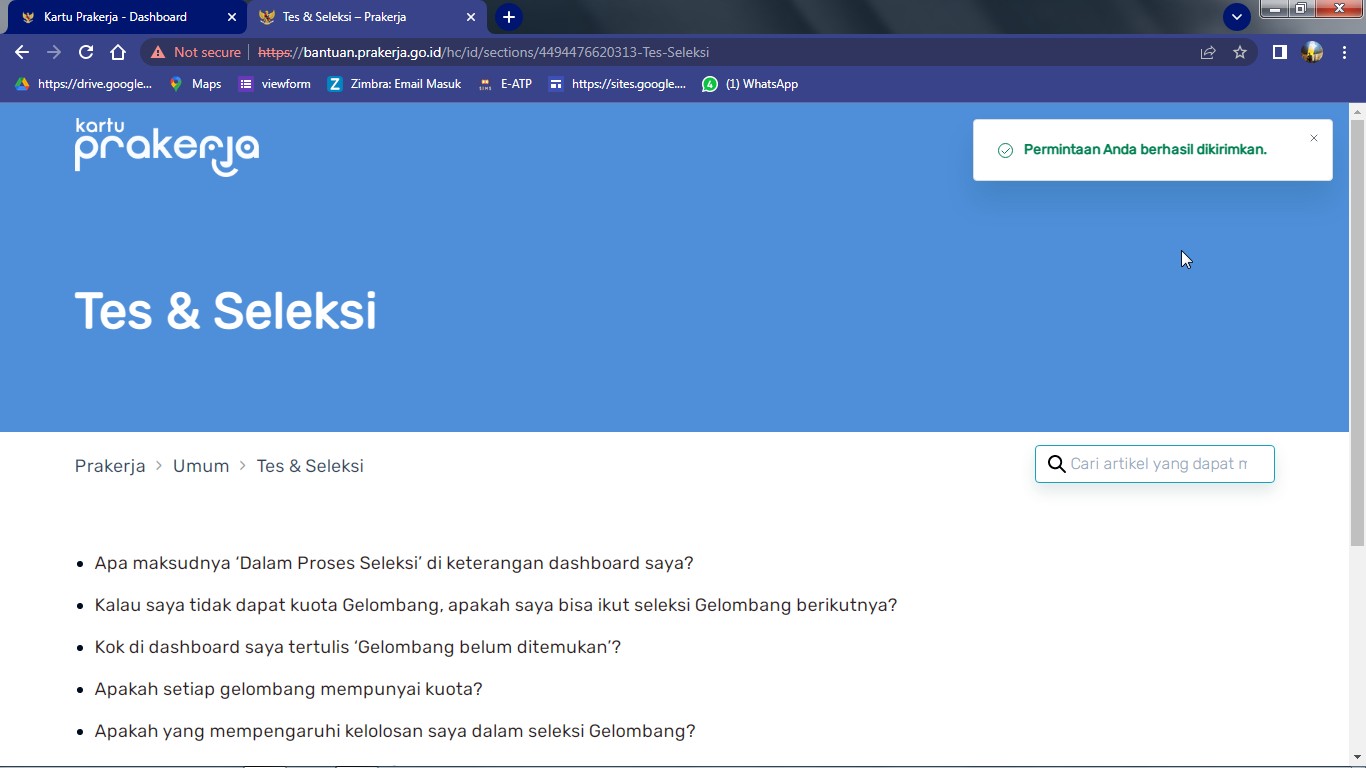 Kartu Prakerja - Dashboard
Tes & Seleksi – Prakerja
Not secure
https://bantuan.prakerja.go.id/hc/id/sections/4494476620313-Tes-Seleksi
https://drive.google...
Maps
viewform
Zimbra: Email Masuk
E-ATP
https://sites.google....
(1) WhatsApp
kartu
prakerja
Permintaan Anda berhasil dikirimkan.
Tes & Seleksi
Prakerja > Umum > Tes & Seleksi
Cari artikel yang dapat
Apa maksudnya ‘Dalam Proses Seleksi’ di keterangan dashboard saya?
Kalau saya tidak dapat kuota Gelombang, apakah saya bisa ikut seleksi Gelombang berikutnya?
Kok di dashboard saya tertulis ‘Gelombang belum ditemukan’?
Apakah setiap gelombang mempunyai kuota?
Apakah yang mempengaruhi kelolosan saya dalam seleksi Gelombang?